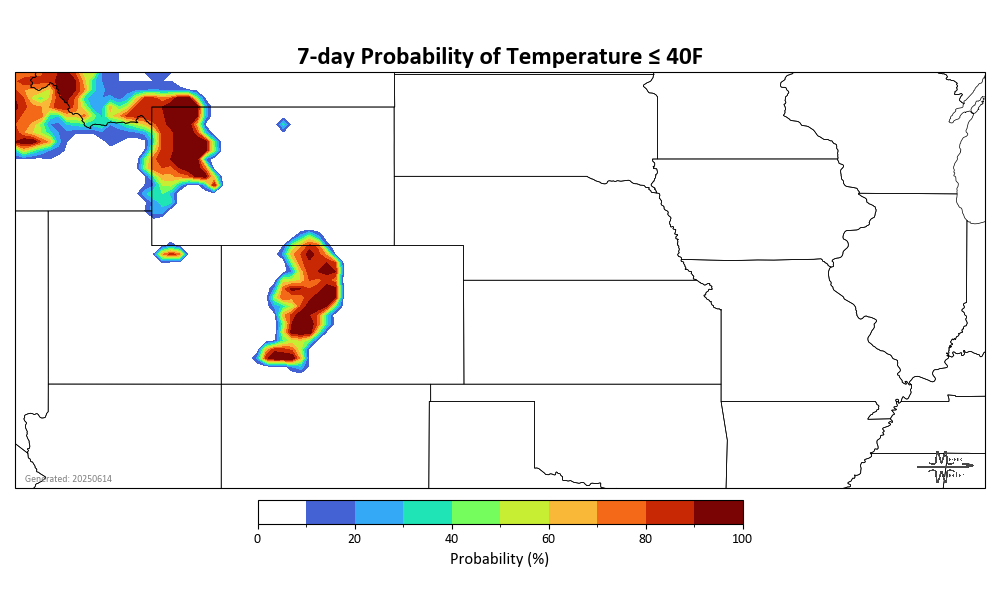 7-day Probability of Temperature ≤ 40F
Generated: 20250614
0 20 40 60 80 100
Probability (%)